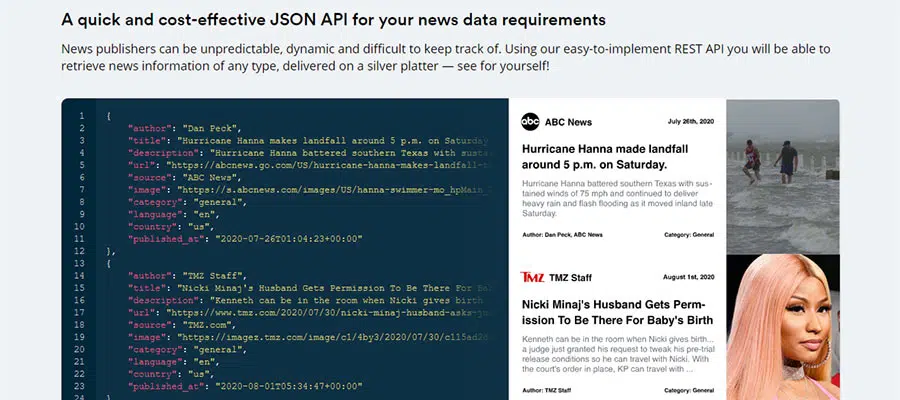 A quick and cost-effective JSON API for your news data requirements
News publishers can be unpredictable, dynamic and difficult to keep track of. Using our easy-to-implement REST API you will be able to
retrieve news information of any type, delivered on a silver platter — see for yourself!
1 {
2 "author": "Dan Peck",
3 "title": "Hurricane Hanna makes landfall around 5 p.m. on Saturday
4 "description": "Hurricane Hanna battered southern Texas with susta
5 "url": "https://abcnews.go.com/US/hurricane-hanna-makes-landfall-
6 "source": "ABC News",
7 "image": "https://s.abcnews.com/images/US/hanna-swimmer-mo_hpMain_
8 "category": "general",
9 "language": "en",
10 "country": "us",
11 "published_at": "2020-07-26T01:04:23+00:00"
12 },
13 {
14 "author": "TMZ Staff",
15 "title": "Nicki Minaj's Husband Gets Permission To Be There For Ba
16 "description": "Kenneth can be in the room when Nicki gives birth
17 "url": "https://www.tmz.com/2020/07/30/nicki-minaj-husband-asks-ju
18 "source": "TMZ.com",
19 "image": "https://imagez.tmz.com/image/c1/4by3/2020/07/30/c115ad2
20 "category": "general",
21 "language": "en",
22 "country": "us",
23 "published_at": "2020-08-01T05:34:47+00:00"
24
abc ABC News July 26th, 2020
Hurricane Hanna made landfall
around 5 p.m. on Saturday.
Hurricane Hanna battered southern Texas with sus-
tained winds of 75 mph and continued to deliver
heavy rain and flash flooding as it moved inland late
Saturday.
Author: Dan Peck, ABC News Category: General
TMZ TMZ Staff August 1st, 2020
Nicki Minaj's Husband Gets Perm-
ission To Be There For Baby's Birth
Kenneth can be in the room when Nicki gives birth...
a judge just granted his request to tweak his pre-trial
release conditions so he can travel with Nicki. With
the court's order in place, KP can travel with ...
Author: TMZ Staff Category: General